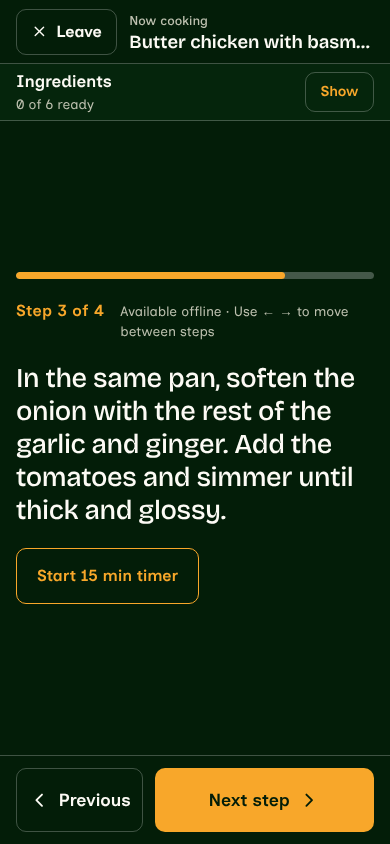 Leave
Now cooking
Butter chicken with basm...
Ingredients
0 of 6 ready
Show
Step 3 of 4
Available offline · Use ← → to move
between steps
In the same pan, soften the
onion with the rest of the
garlic and ginger. Add the
tomatoes and simmer until
thick and glossy.
Start 15 min timer
Previous
Next step